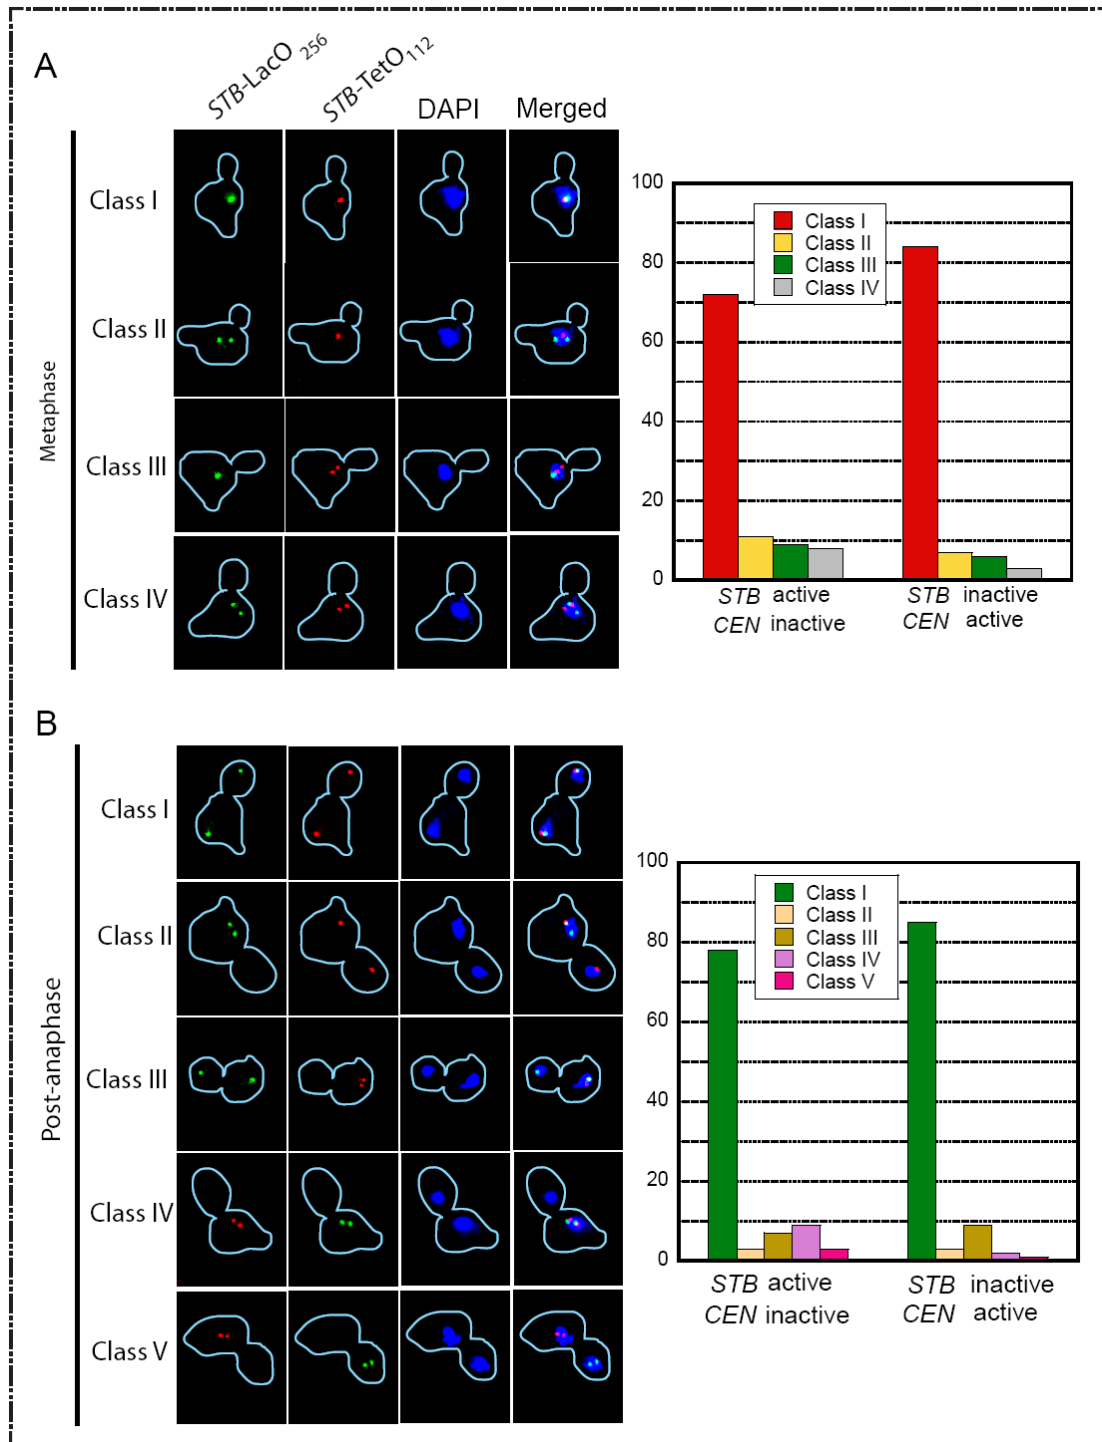 A
STB-LacO 256
STB-TetO112
DAPI
Merged
Metaphase
Class I
Class II
Class III
Class IV
100
80
60
40
20
0
Class I
Class II
Class III
Class IV
STB active
CEN inactive
STB inactive
CEN active
B
Post-anaphase
Class I
Class II
Class III
Class IV
Class V
100
80
60
40
20
0
Class I
Class II
Class III
Class IV
Class V
STB active
CEN inactive
STB inactive
CEN active